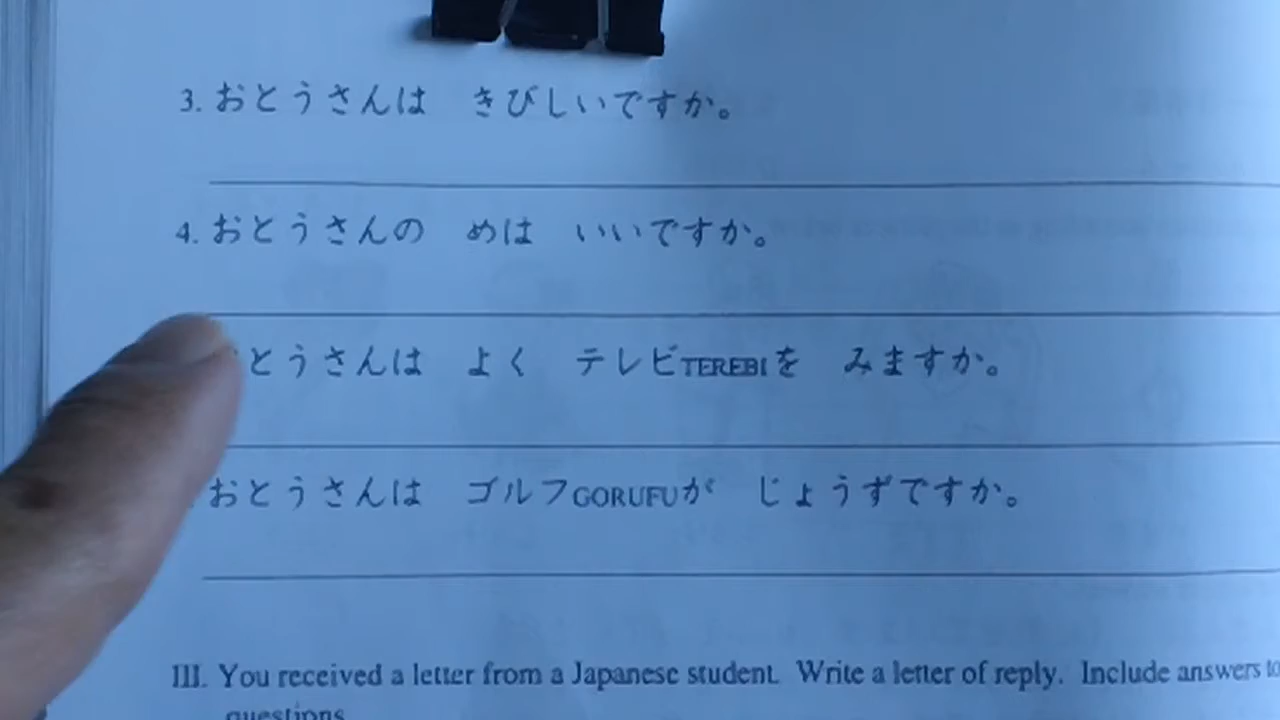 3. おとうさんは きびしいですか。
4. おとうさんの めは いいですか。
とうさんは よく テレビTEREBIを みますか。
おとうさんは ゴルフGORUFUが じょうずですか。
III. You received a letter from a Japanese student. Write a letter of reply. Include answers to
questions